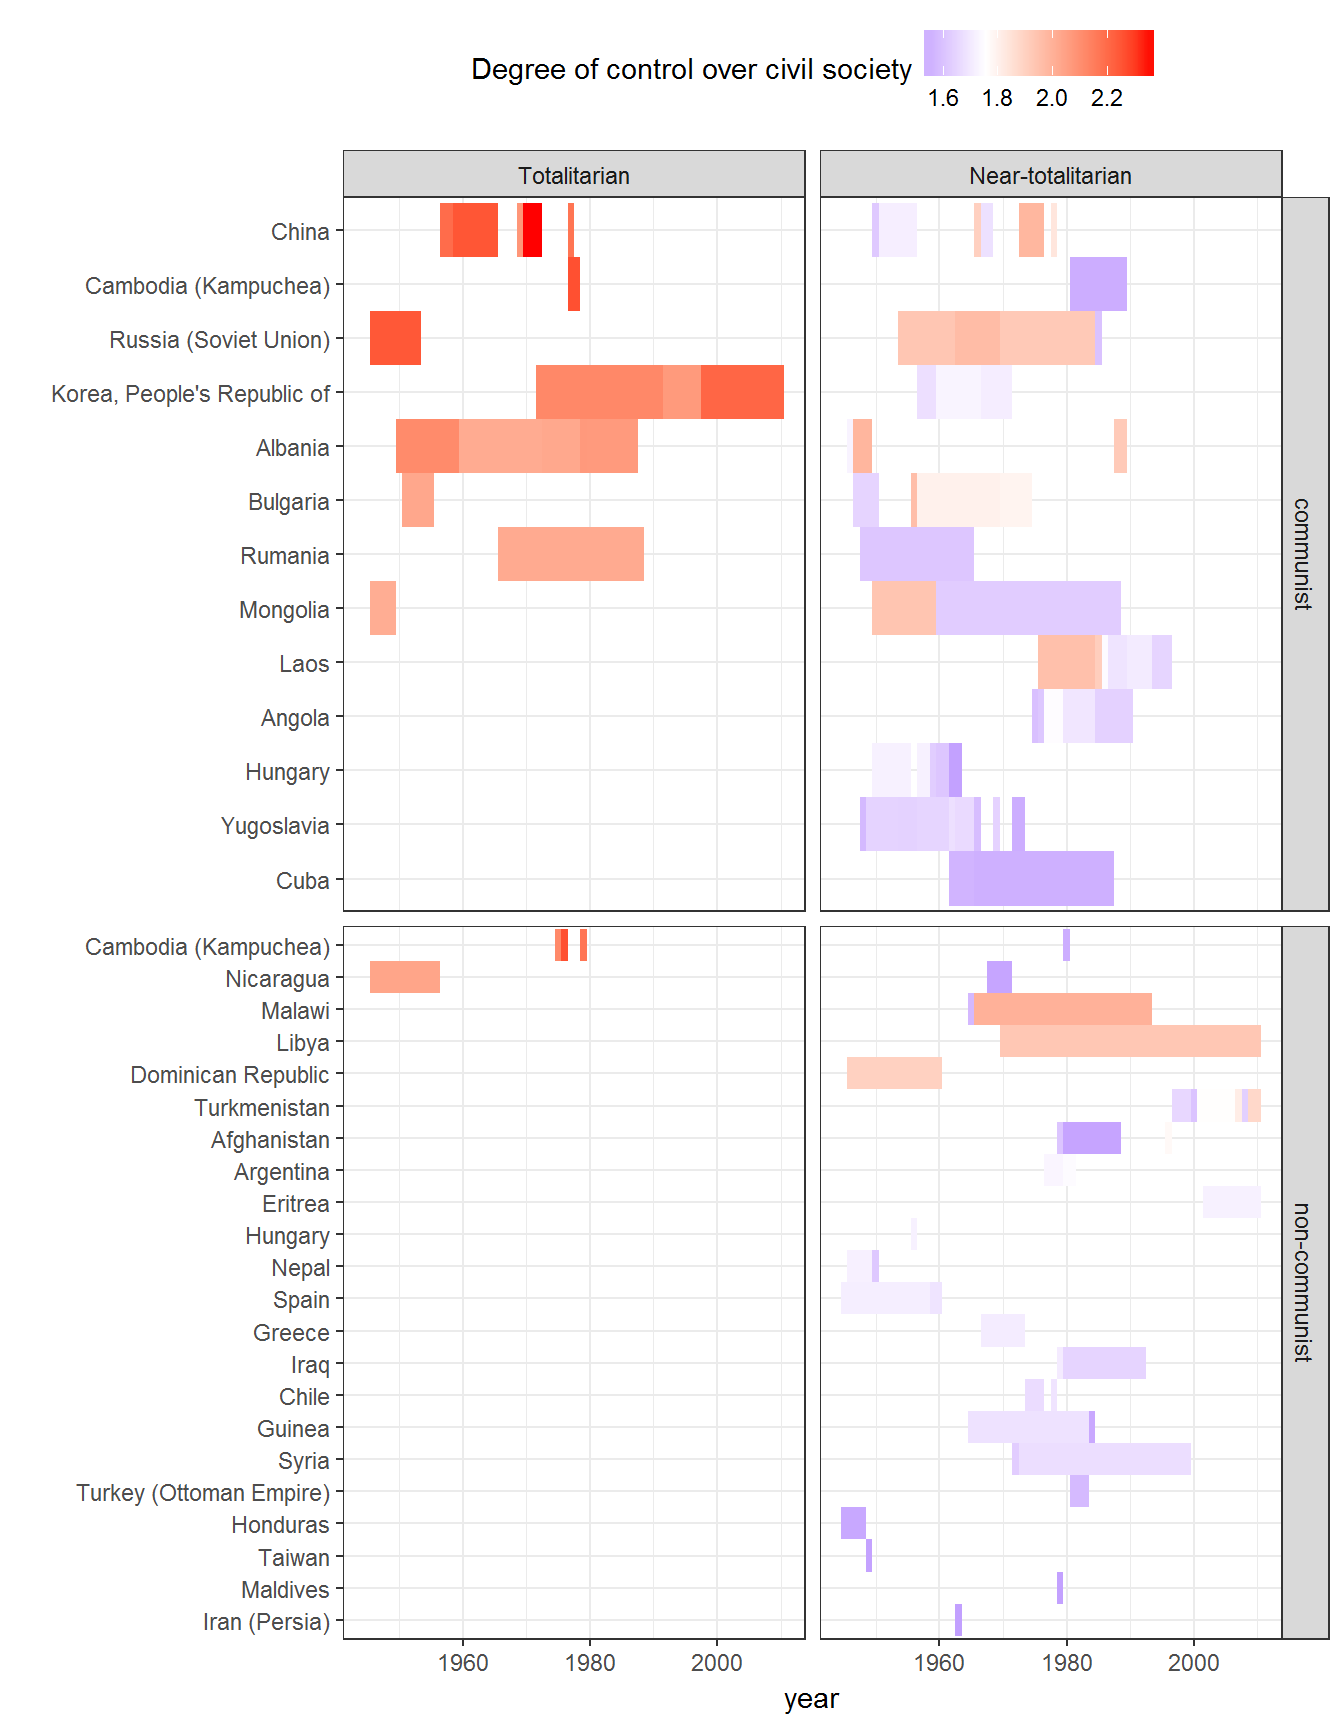 Degree of control over civil society
1.6 1.8 2.0 2.2
Totalitarian
Near-totalitarian
China
Cambodia (Kampuchea)
Russia (Soviet Union)
Korea, People's Republic of
Albania
Bulgaria
Rumania
Mongolia
Laos
Angola
Hungary
Yugoslavia
Cuba
communist
Cambodia (Kampuchea)
Nicaragua
Malawi
Libya
Dominican Republic
Turkmenistan
Afghanistan
Argentina
Eritrea
Hungary
Nepal
Spain
Greece
Iraq
Chile
Guinea
Syria
Turkey (Ottoman Empire)
Honduras
Taiwan
Maldives
Iran (Persia)
non-communist
1960 1980 2000
1960 1980 2000
year